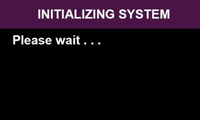 INITIALIZING SYSTEM
Please wait . . .